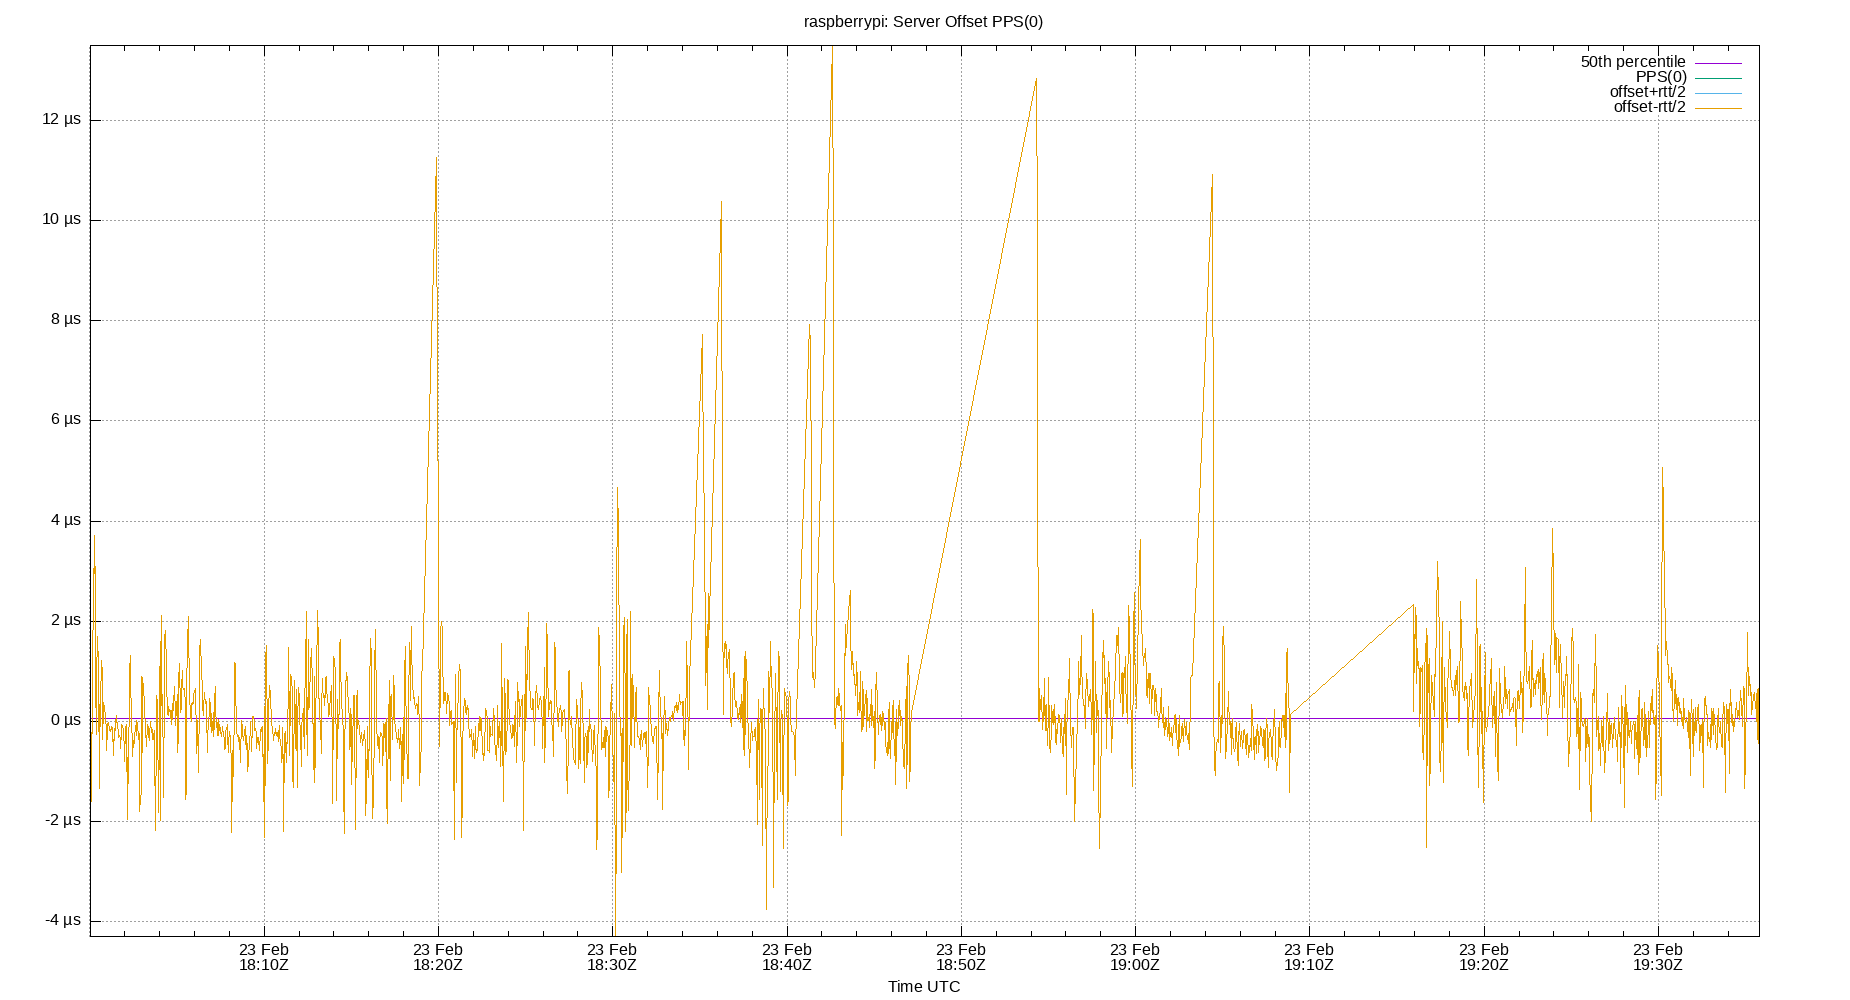 raspberrypi: Server Offset PPS(0)
50th percentile
PPS(0)
offset+rtt/2
offset-rtt/2
12 µs
10 µs
8 µs
6 µs
4 µs
2 µs
0 µs
-2 µs
-4 µs
23 Feb 23 Feb 23 Feb 23 Feb 23 Feb 23 Feb 23 Feb 23 Feb 23 Feb
18:10Z 18:20Z 18:30Z 18:40Z 18:50Z 19:00Z 19:10Z 19:20Z 19:30Z
Time UTC